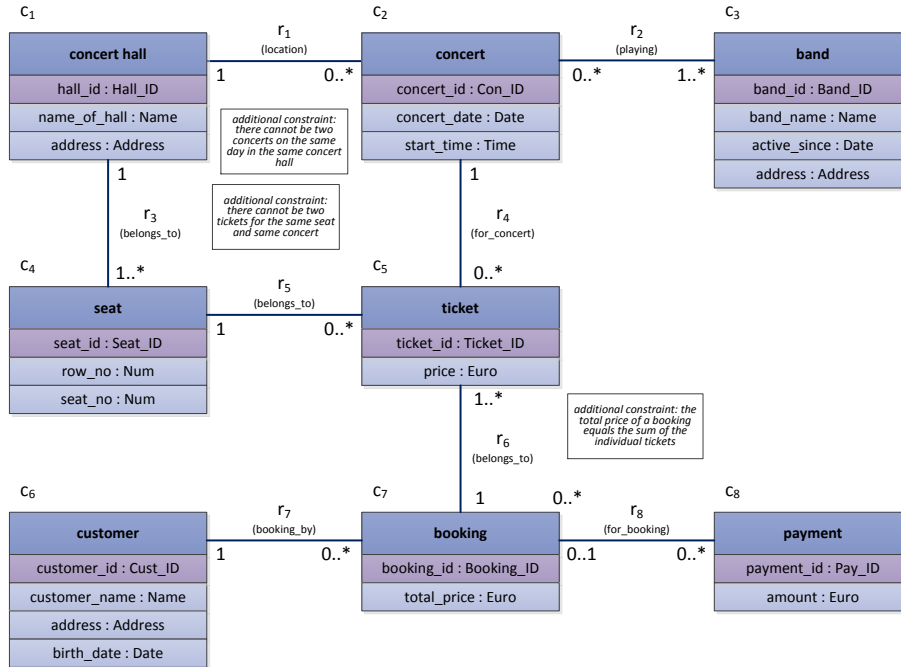 c1
r1
(location)
c2
r2
(playing)
c3
concert hall
hall_id : Hall_ID
name_of_hall : Name
address : Address
1
0..*
concert
concert_id : Con_ID
concert_date : Date
start_time : Time
0..*
1..*
band
band_id : Band_ID
band_name : Name
active_since : Date
address : Address
additional constraint:
there cannot be two
concerts on the same
day in the same concert
hall
1
1
additional constraint:
there cannot be two
tickets for the same seat
and same concert
r3
(belongs_to)
r4
(for_concert)
1..*
0..*
c4
r5
(belongs_to)
c5
seat
seat_id : Seat_ID
row_no : Num
seat_no : Num
1
0..*
ticket
ticket_id : Ticket_ID
price : Euro
1..*
additional constraint: the
total price of a booking
equals the sum of the
individual tickets
r6
(belongs_to)
1
0..*
c6
r7
(booking_by)
c7
r8
(for_booking)
c8
customer
customer_id : Cust_ID
customer_name : Name
address : Address
birth_date : Date
1
0..*
booking
booking_id : Booking_ID
total_price : Euro
0..1
0..*
payment
payment_id : Pay_ID
amount : Euro